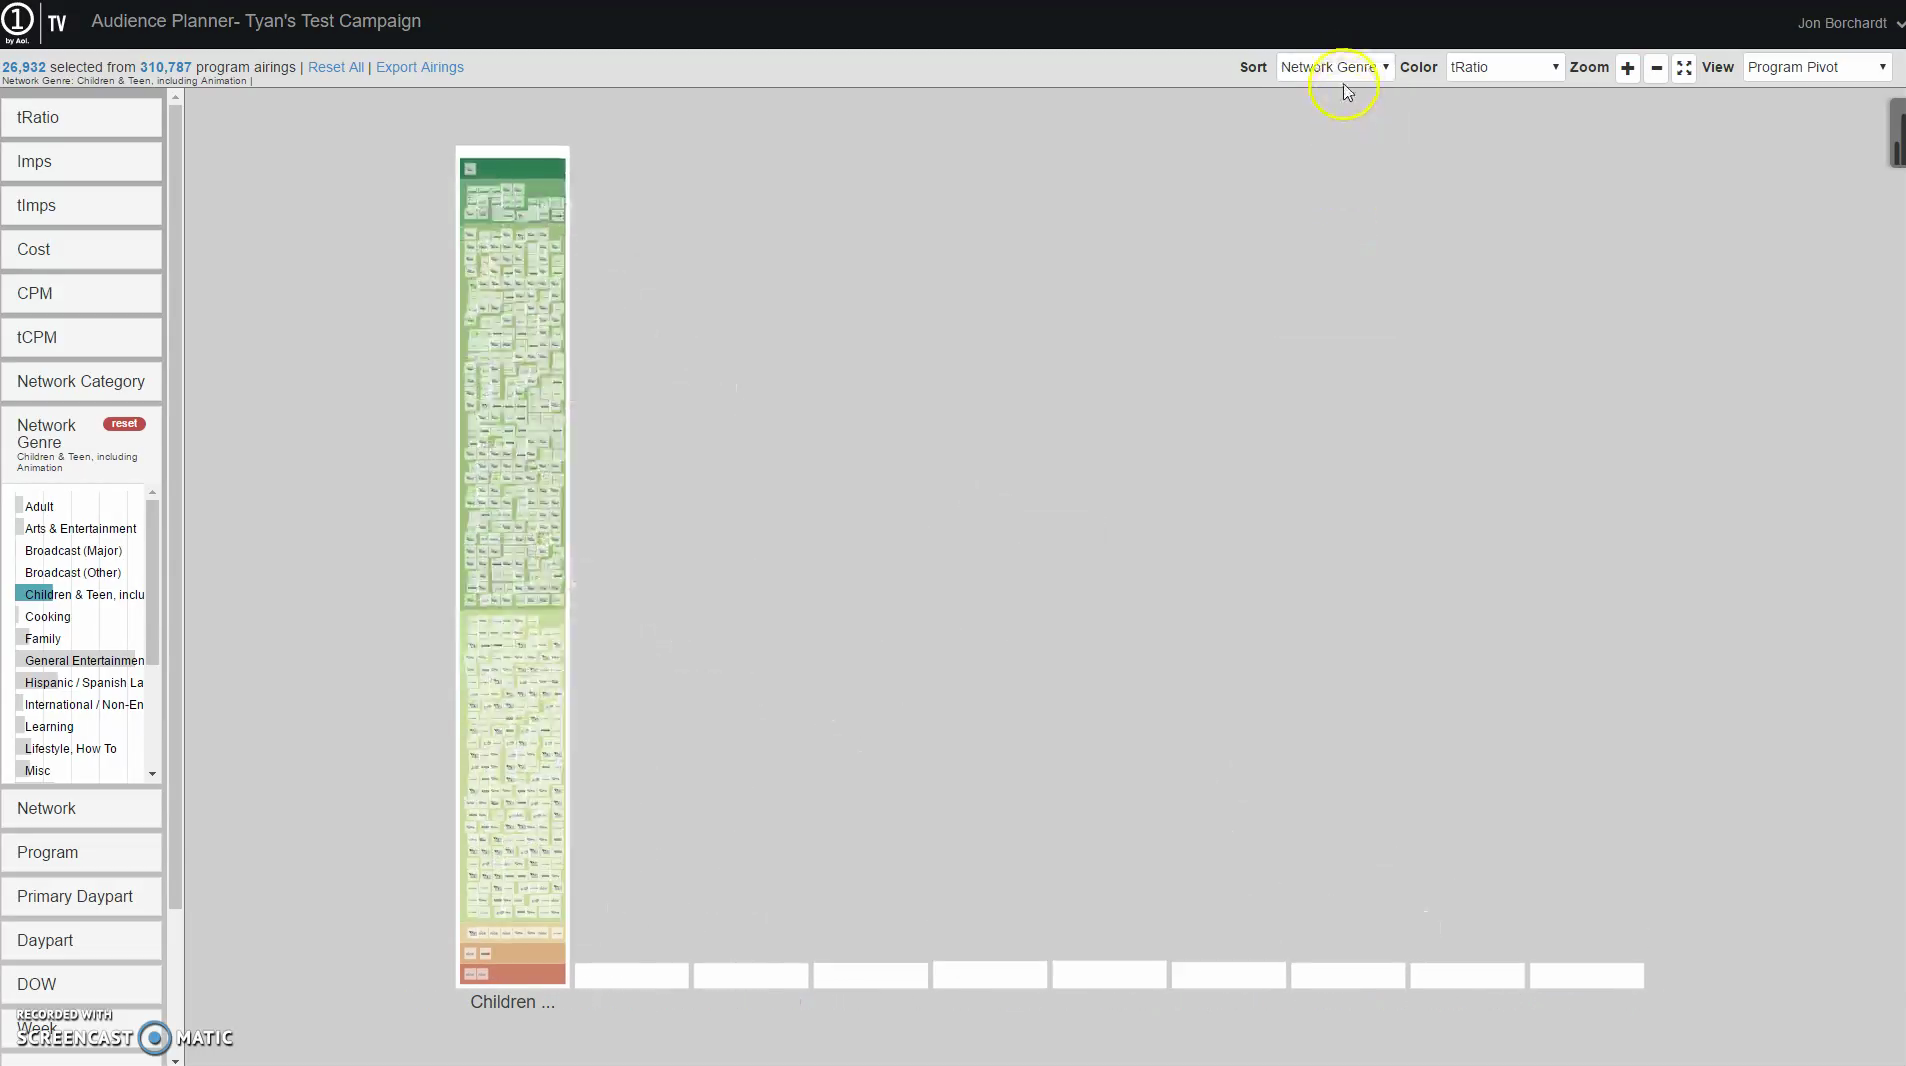 1
by Aol.
TV
Audience Planner- Tyan's Test Campaign
Jon Borchardt
26,932 selected from 310,787 program airings | Reset All | Export Airings
Network Genre: Children & Teen, including Animation |
Sort Network Genre Color tRatio Zoom + - View Program Pivot
tRatio
Imps
tImps
Cost
CPM
tCPM
Network Category
Network Genre
reset
Children & Teen, including
Animation
Adult
Arts & Entertainment
Broadcast (Major)
Broadcast (Other)
Children & Teen, inclu
Cooking
Family
General Entertainmen
Hispanic / Spanish La
International / Non-En
Learning
Lifestyle, How To
Misc
Network
Program
Primary Daypart
Daypart
DOW
Week
RECORDED WITH
SCREENCAST MATIC
Children ...